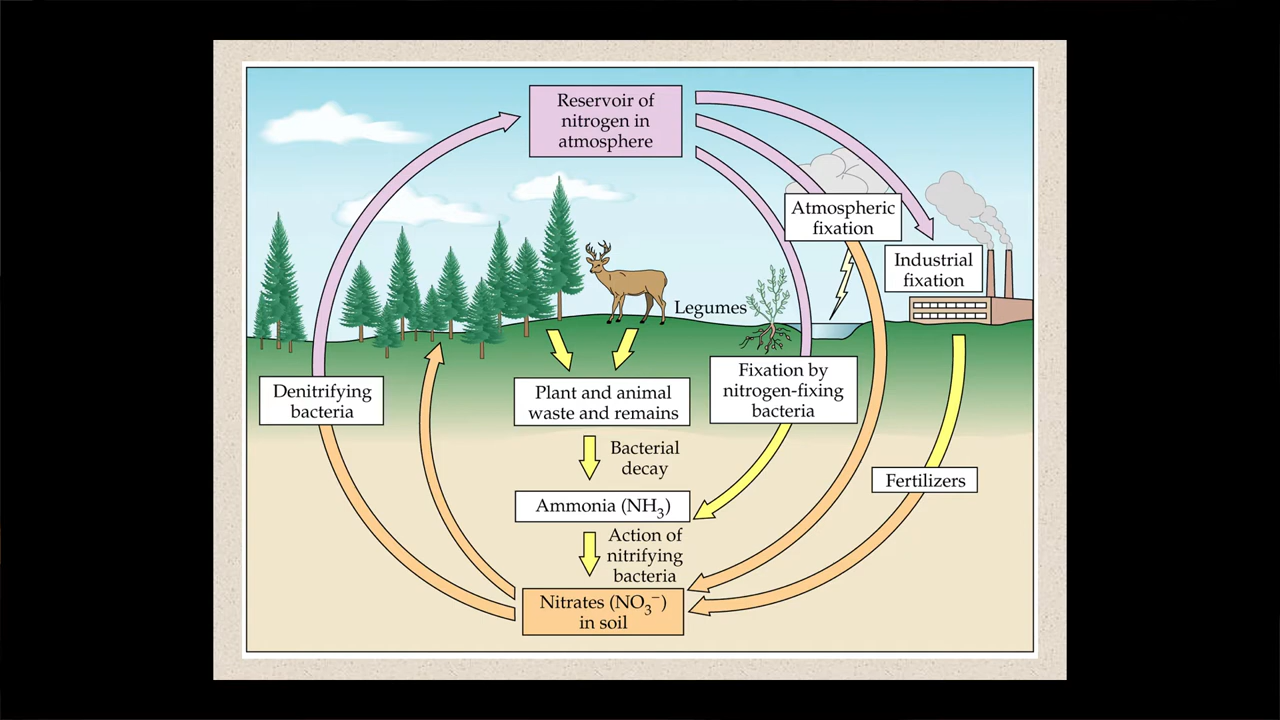 Reservoir of
nitrogen in
atmosphere
Atmospheric
fixation
Industrial
fixation
Legumes
Denitrifying
bacteria
Plant and animal
waste and remains
Fixation by
nitrogen-fixing
bacteria
Bacterial
decay
Fertilizers
Ammonia (NH₃)
Action of
nitrifying
bacteria
Nitrates (NO₃⁻)
in soil